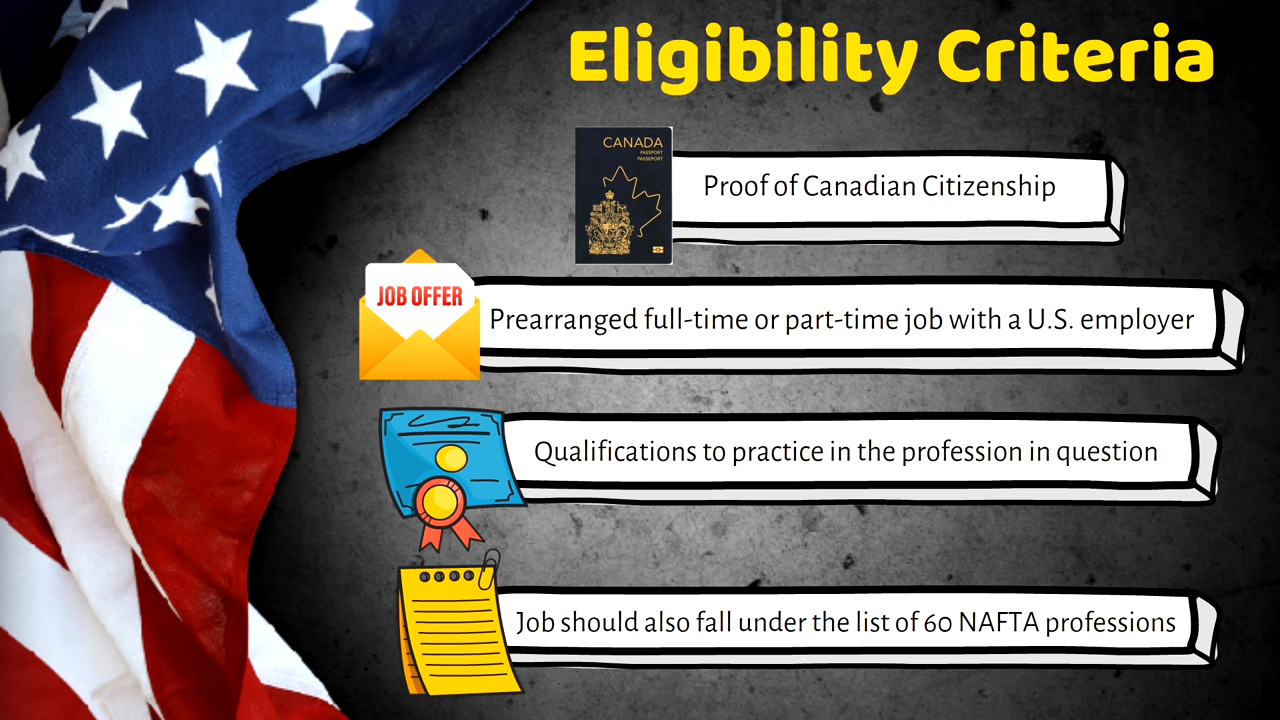 Eligibility Criteria
CANADA
PASSPORT
PASSEPORT
Proof of Canadian Citizenship
JOB OFFER
Prearranged full-time or part-time job with a U.S. employer
Qualifications to practice in the profession in question
Job should also fall under the list of 60 NAFTA professions